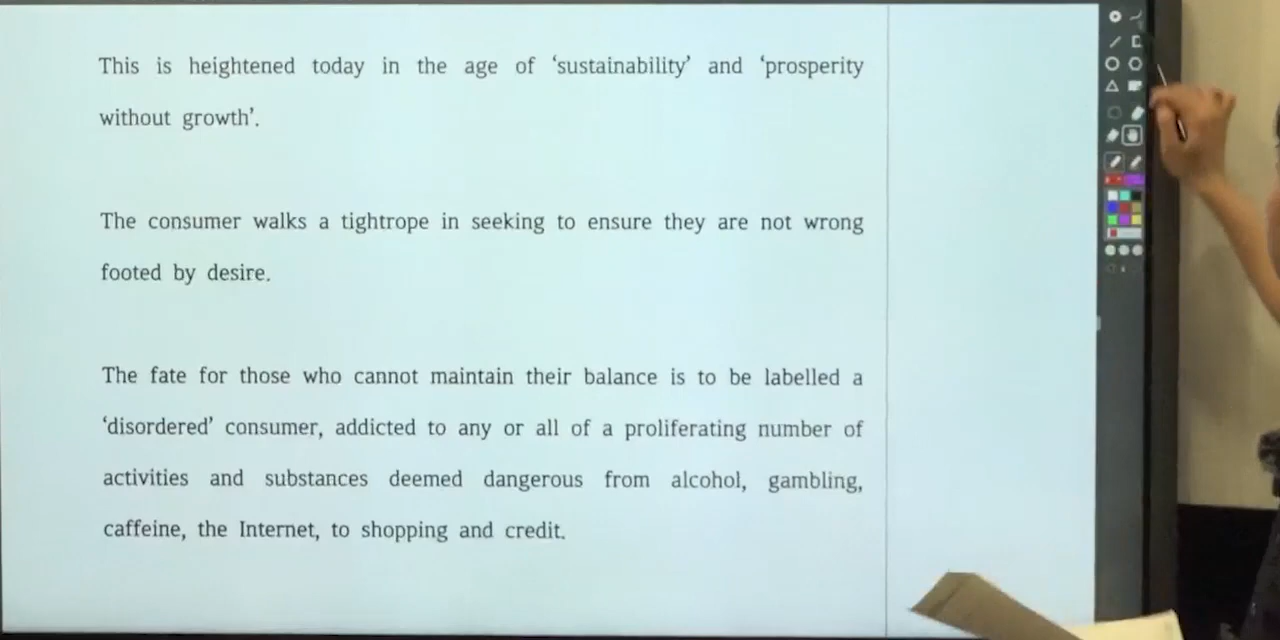 This is heightened today in the age of ‘sustainability’ and ‘prosperity
without growth’.
The consumer walks a tightrope in seeking to ensure they are not wrong
footed by desire.
The fate for those who cannot maintain their balance is to be labelled a
‘disordered’ consumer, addicted to any or all of a proliferating number of
activities and substances deemed dangerous from alcohol, gambling,
caffeine, the Internet, to shopping and credit.